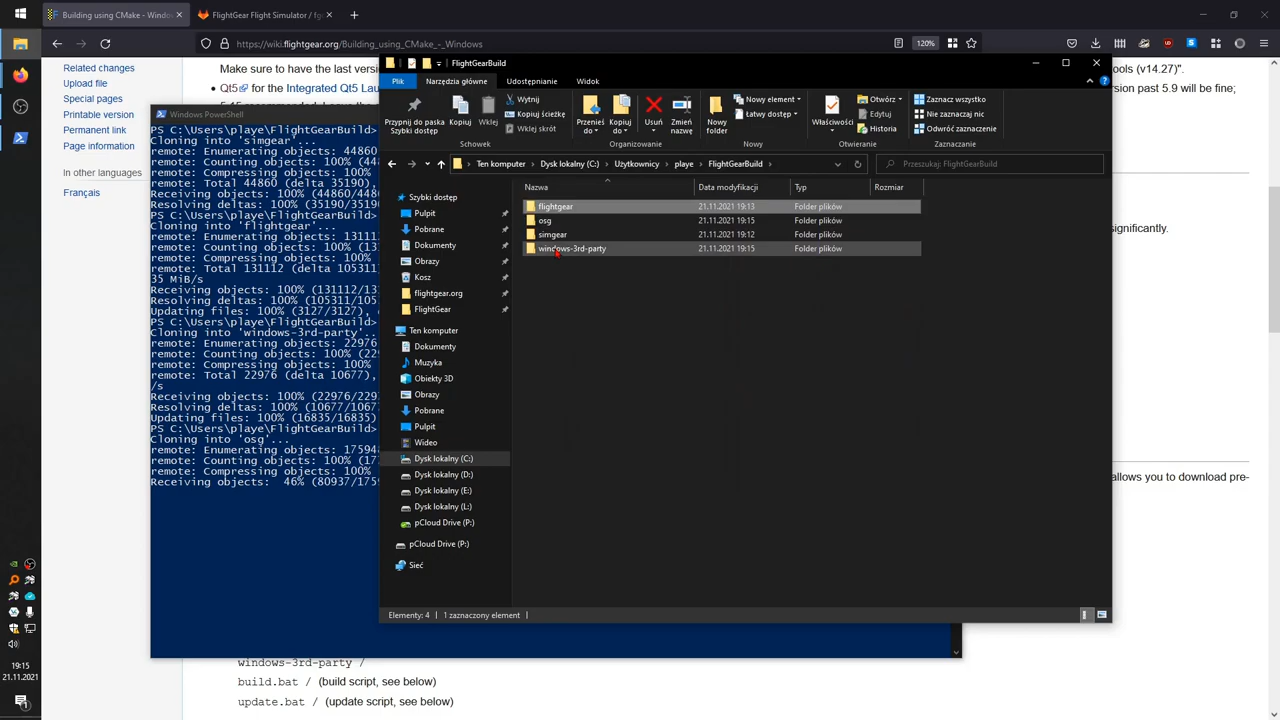 Building using CMake - Windo
FlightGear Flight Simulator / fg
https://wiki.flightgear.org/Building_using_CMake_-_Windows
120%
Related changes
Upload file
Special pages
Printable version
Permanent link
Page information
In other languages
Français
Make sure to have the last versi
ools (v14.27)".
Qt5 for the Integrated Qt5 Lau
ersion past 5.9 will be fine;
ignificantly.
allows you to download pre-
windows-3rd-party /
build.bat / (build script, see below)
update.bat / (update script, see below)
Windows PowerShell
PS C:\Users\playe\FlightGearBuild>
Cloning into 'simgear'...
remote: Enumerating objects: 44860
remote: Counting objects: 100% (44
remote: Compressing objects: 100%
remote: Total 44860 (delta 35190),
Receiving objects: 100% (44860/448
Resolving deltas: 100% (35190/3519
PS C:\Users\playe\FlightGearBuild>
Cloning into 'flightgear'...
remote: Enumerating objects: 13111
remote: Counting objects: 100% (13
remote: Compressing objects: 100%
remote: Total 131112 (delta 105311
35 MiB/s
Receiving objects: 100% (131112/13
Resolving deltas: 100% (105311/105
Updating files: 100% (3127/3127),
PS C:\Users\playe\FlightGearBuild>
Cloning into 'windows-3rd-party'..
remote: Enumerating objects: 22976
remote: Counting objects: 100% (22
remote: Compressing objects: 100%
remote: Total 22976 (delta 10677),
/s
Receiving objects: 100% (22976/229
Resolving deltas: 100% (10677/1067
Updating files: 100% (16835/16835)
PS C:\Users\playe\FlightGearBuild>
Cloning into 'osg'...
remote: Enumerating objects: 17594
remote: Counting objects: 100% (17
remote: Compressing objects: 100%
Receiving objects: 46% (80937/1759
FlightGearBuild
Plik
Narzędzia główne
Udostępnianie
Widok
Przypnij do paska
Szybki dostęp
Kopiuj
Wklej
Wytnij
Kopiuj ścieżkę
Wklej skrót
Schowek
Przenieś
do
Kopiuj
do
Usuń
Zmień
nazwę
Organizowanie
Nowy
folder
Nowy element
Łatwy dostęp
Nowy
Właściwości
Otwórz
Edytuj
Historia
Otwieranie
Zaznacz wszystko
Nie zaznaczaj nic
Odwróć zaznaczenie
Zaznaczanie
Ten komputer
Dysk lokalny (C:)
Użytkownicy
playe
FlightGearBuild
Przeszukaj: FlightGearBuild
Nazwa
Data modyfikacji
Typ
Rozmiar
flightgear 21.11.2021 19:13 Folder plików
osg 21.11.2021 19:15 Folder plików
simgear 21.11.2021 19:12 Folder plików
windows-3rd-party 21.11.2021 19:15 Folder plików
Szybki dostęp
Pulpit
Pobrane
Dokumenty
Obrazy
Kosz
flightgear.org
FlightGear
Ten komputer
Dokumenty
Muzyka
Obiekty 3D
Obrazy
Pobrane
Pulpit
Wideo
Dysk lokalny (C:)
Dysk lokalny (D:)
Dysk lokalny (E:)
Dysk lokalny (L:)
pCloud Drive (P:)
pCloud Drive (P:)
Sieć
Elementy: 4
1 zaznaczony element
19:15
21.11.2021